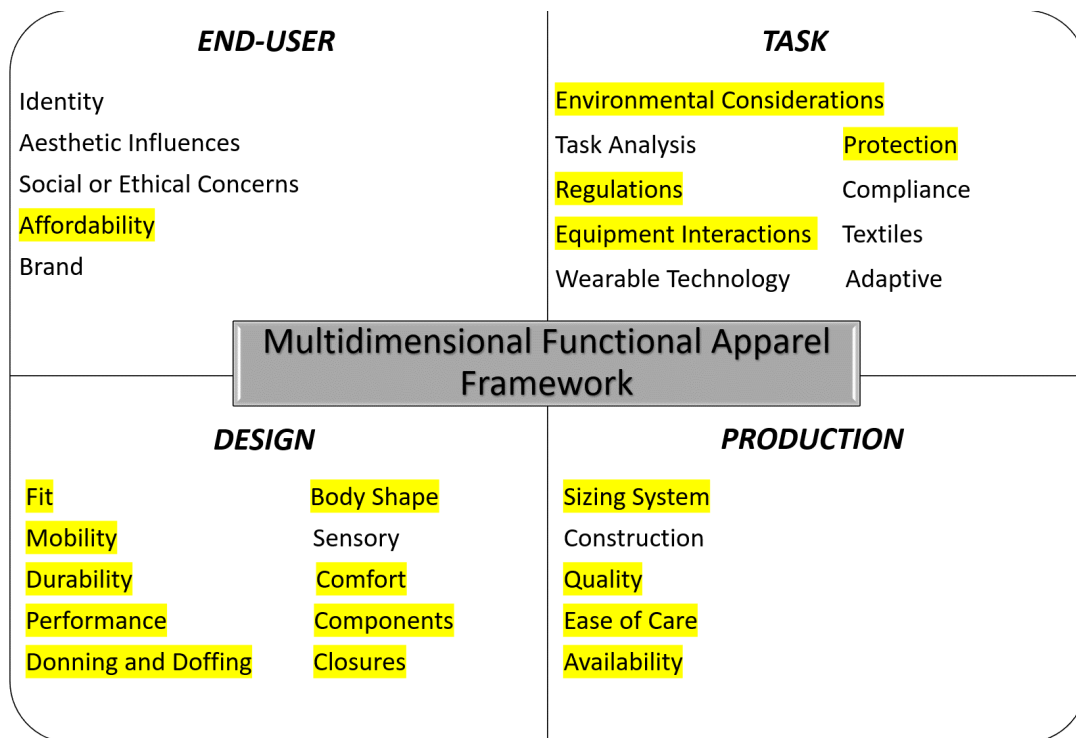 END-USER
Identity
Aesthetic Influences
Social or Ethical Concerns
Affordability
Brand
TASK
Environmental Considerations
Task Analysis
Protection
Regulations
Compliance
Equipment Interactions
Textiles
Wearable Technology
Adaptive
Multidimensional Functional Apparel
Framework
DESIGN
Fit
Body Shape
Mobility
Sensory
Durability
Comfort
Performance
Components
Donning and Doffing
Closures
PRODUCTION
Sizing System
Construction
Quality
Ease of Care
Availability